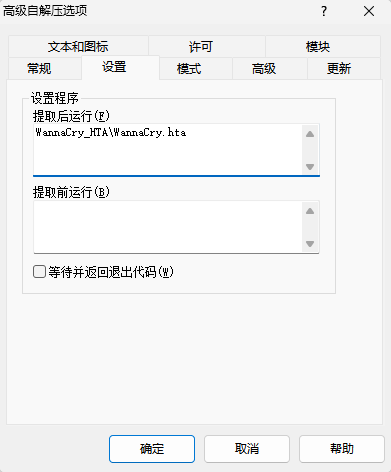 高级自解压选项
文本和图标 许可 模块
常规 设置 模式 高级 更新
设置程序
提取后运行(F)
WannaCry_HTA\WannaCry.hta
提取前运行(B)
等待并返回退出代码(W)
确定 取消 帮助